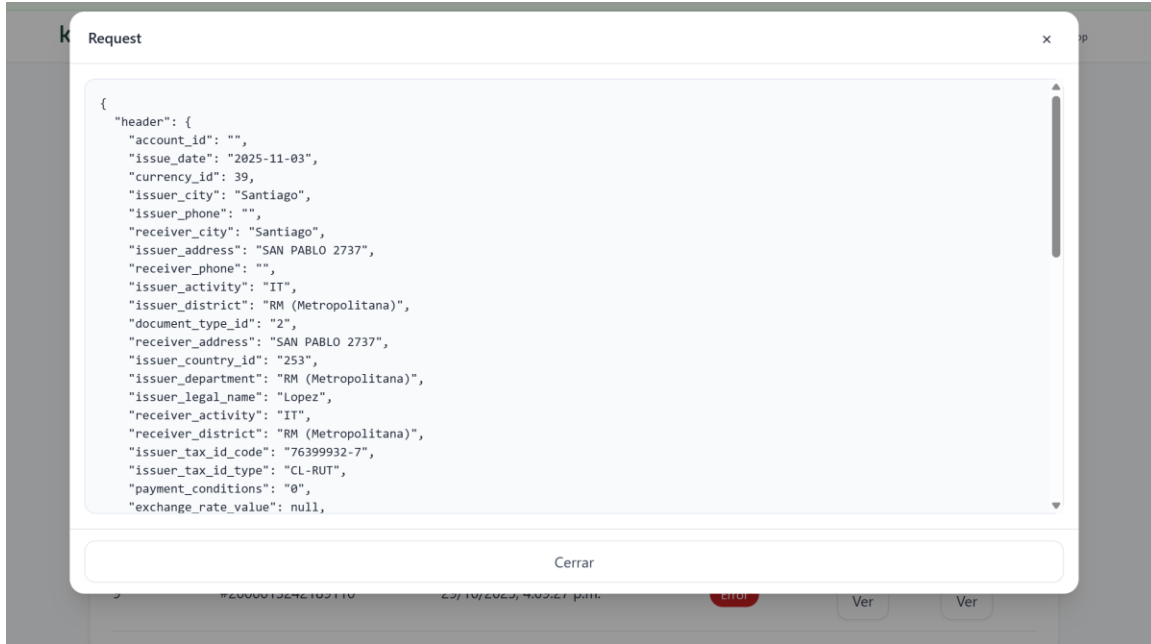 Request
×
{
"header": {
"account_id": "",
"issue_date": "2025-11-03",
"currency_id": 39,
"issuer_city": "Santiago",
"issuer_phone": "",
"receiver_city": "Santiago",
"issuer_address": "SAN PABLO 2737",
"receiver_phone": "",
"issuer_activity": "IT",
"issuer_district": "RM (Metropolitana)",
"document_type_id": "2",
"receiver_address": "SAN PABLO 2737",
"issuer_country_id": "253",
"issuer_department": "RM (Metropolitana)",
"issuer_legal_name": "Lopez",
"receiver_activity": "IT",
"receiver_district": "RM (Metropolitana)",
"issuer_tax_id_code": "76399932-7",
"issuer_tax_id_type": "CL-RUT",
"payment_conditions": "0",
"exchange_rate_value": null,
Cerrar
Error Ver Ver